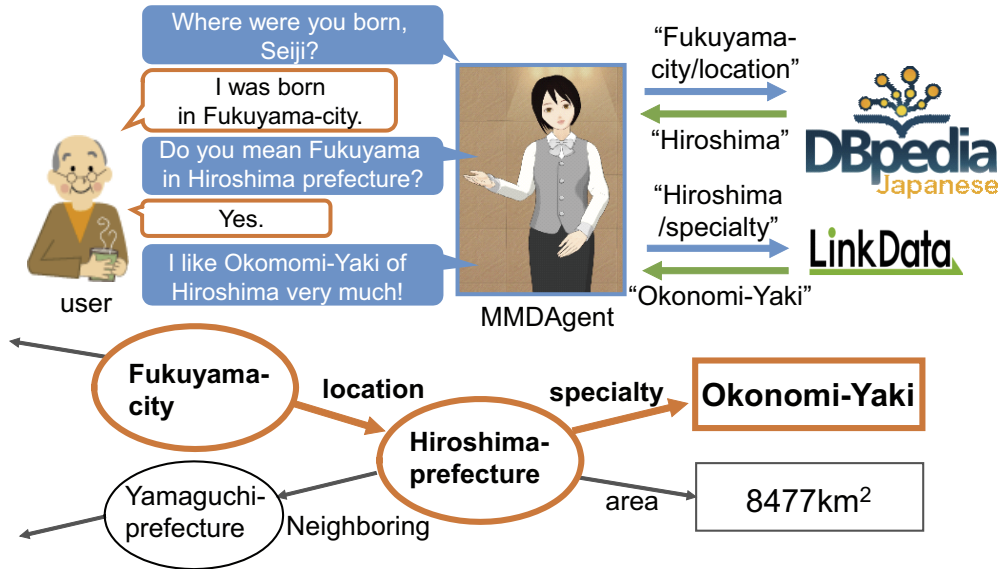 Where were you born,
Seiji?
I was born
in Fukuyama-city.
Do you mean Fukuyama
in Hiroshima prefecture?
Yes.
I like Okomomi-Yaki of
Hiroshima very much!
user
MMDAgent
“Fukuyama-
city/location”
“Hiroshima”
DBpedia
Japanese
“Hiroshima
/specialty”
LinkData
“Okonomi-Yaki”
Fukuyama-
city
location
Hiroshima-
prefecture
specialty
Okonomi-Yaki
Yamaguchi-
prefecture
Neighboring
area
8477km²